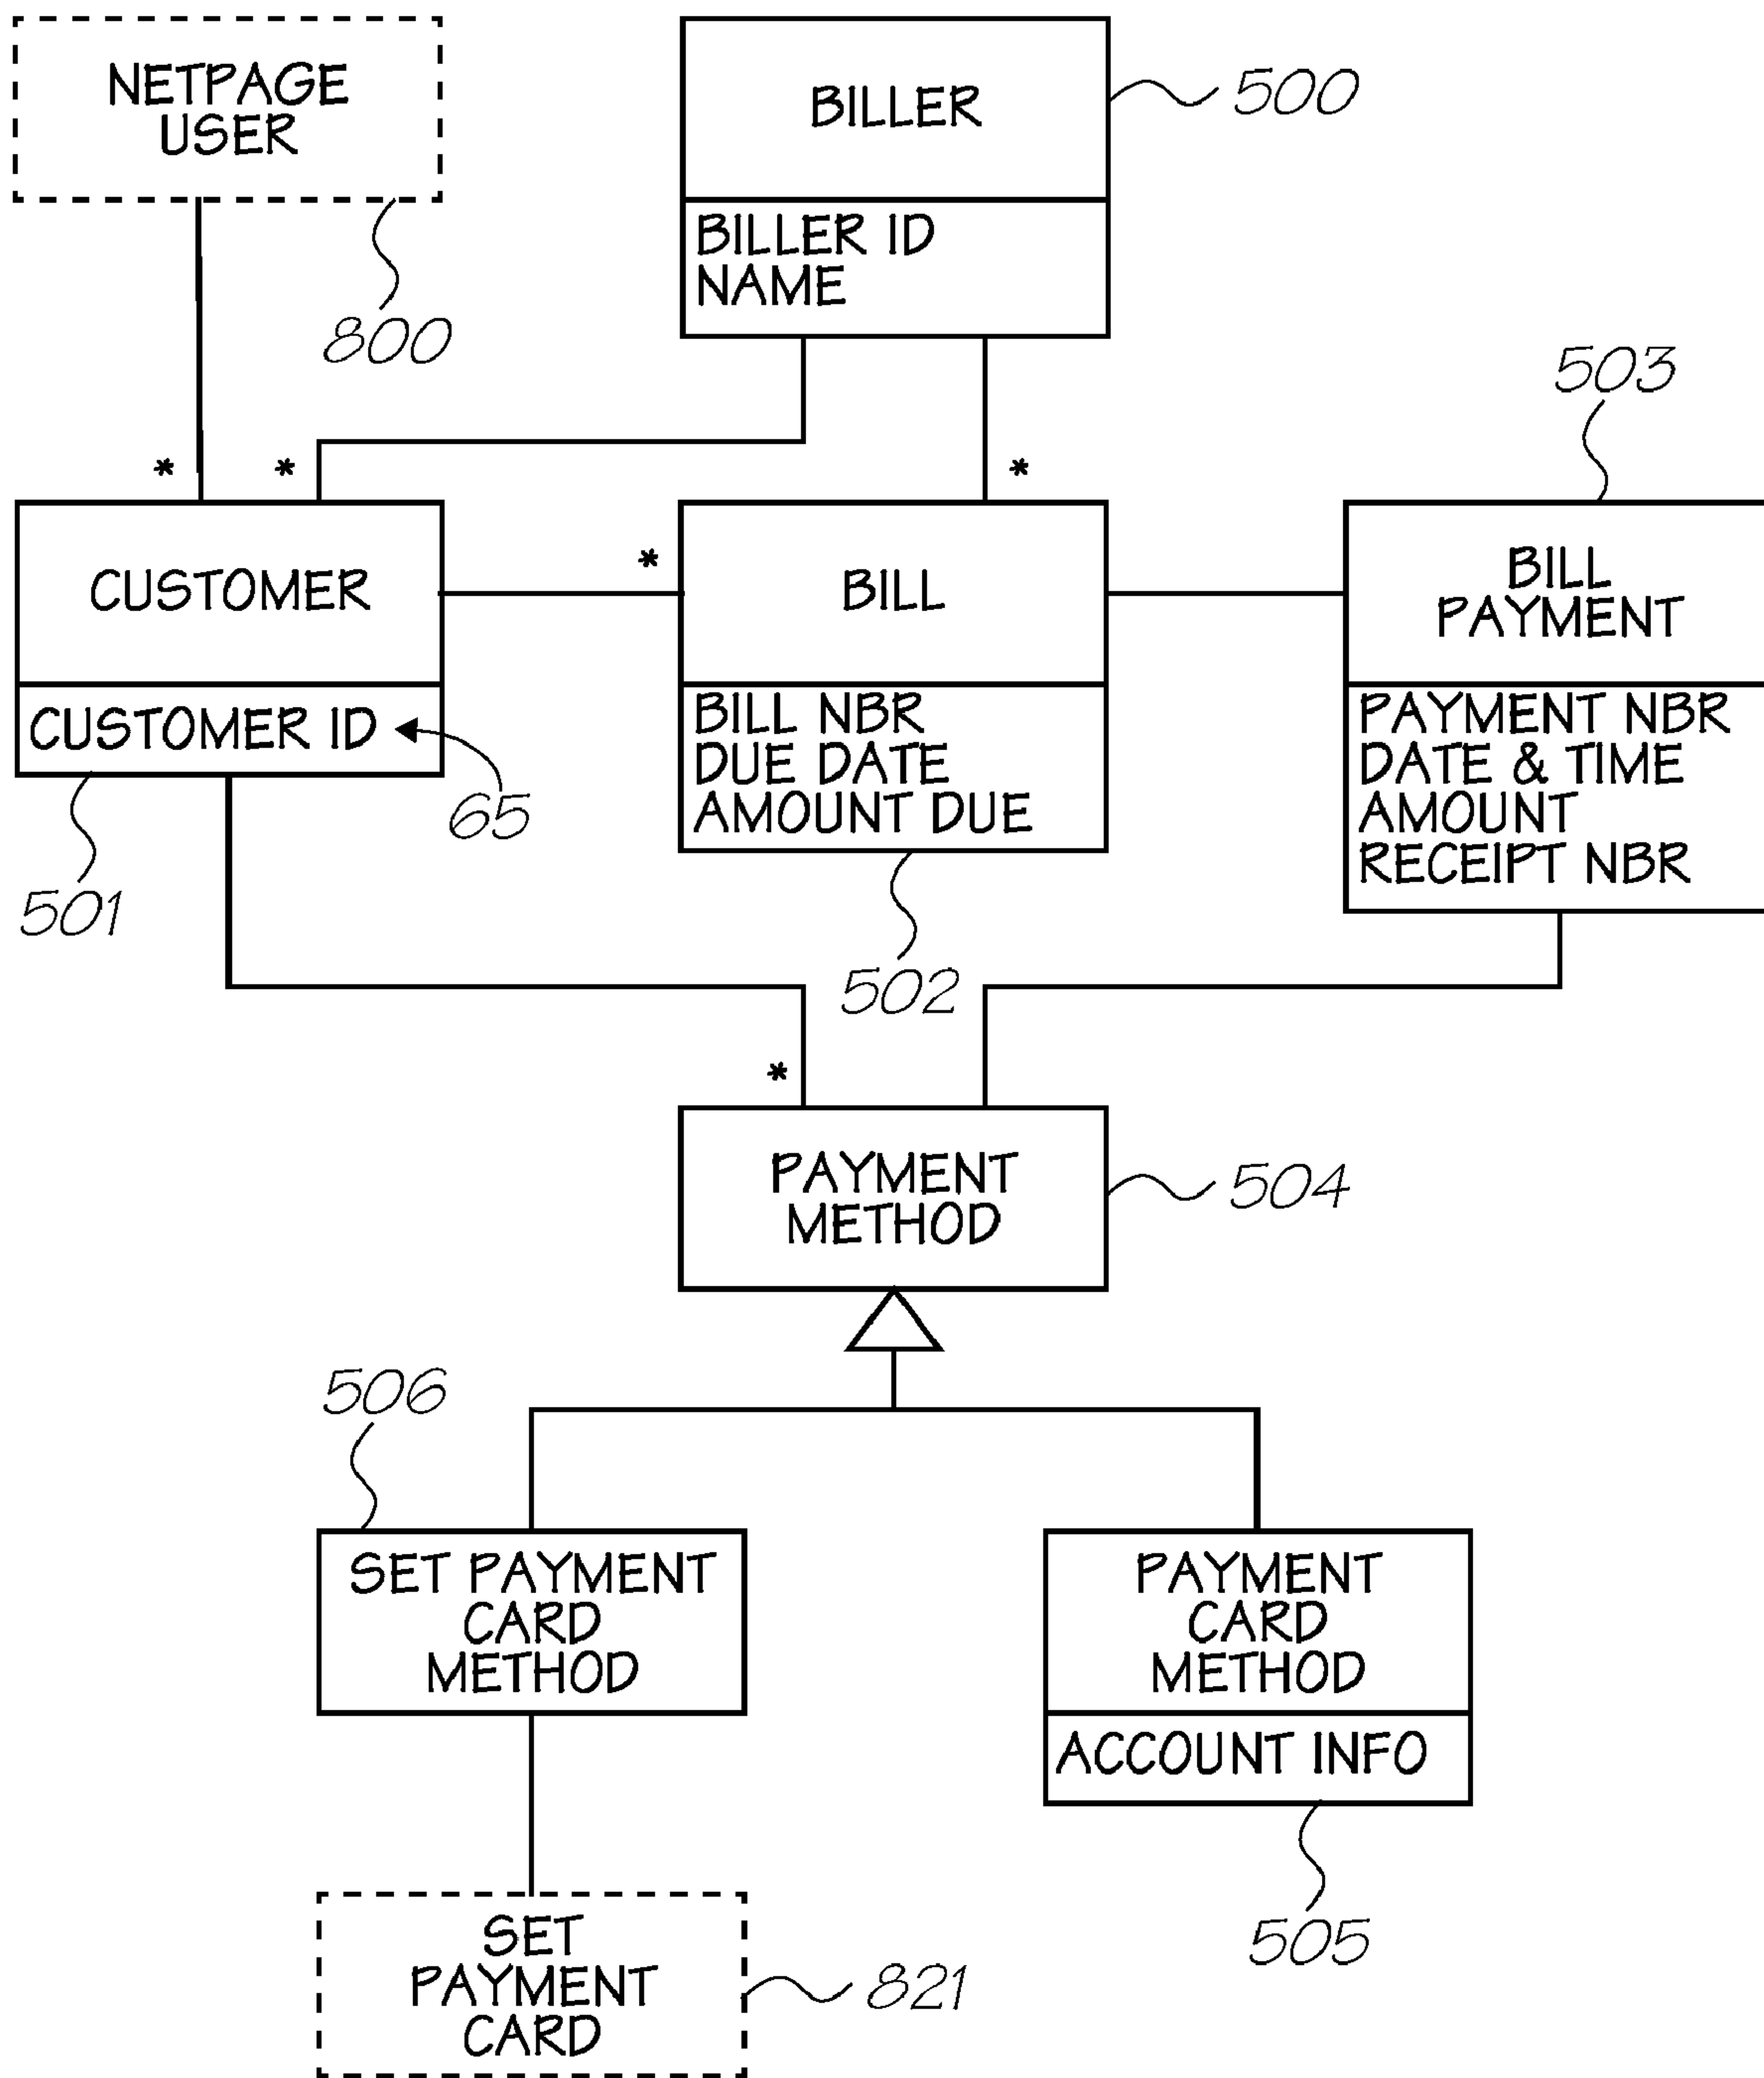 NETPAGE
USER
800
BILLER
500
BILLER ID
NAME
503
*
*
*
CUSTOMER
*
BILL
BILL
PAYMENT
CUSTOMER ID
65
501
BILL NBR
DUE DATE
AMOUNT DUE
502
PAYMENT NBR
DATE & TIME
AMOUNT
RECEIPT NBR
*
PAYMENT
METHOD
504
506
SET PAYMENT
CARD
METHOD
PAYMENT
CARD
METHOD
ACCOUNT INFO
505
SET
PAYMENT
CARD
821